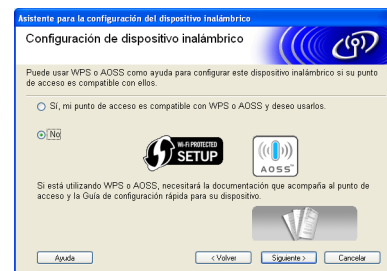 Asistente para la configuración del dispositivo inalámbrico
Configuración de dispositivo inalámbrico
Puede usar WPS o AOSS como ayuda para configurar este dispositivo inalámbrico si su punto
de acceso es compatible con ellos.
Sí, mi punto de acceso es compatible con WPS o AOSS y deseo usarlos.
No
WI-FI PROTECTED
SETUP
AOSS™
Si está utilizando WPS o AOSS, necesitará la documentación que acompaña al punto de
acceso y la Guía de configuración rápida para su dispositivo.
Ayuda
< Volver
Siguiente >
Cancelar